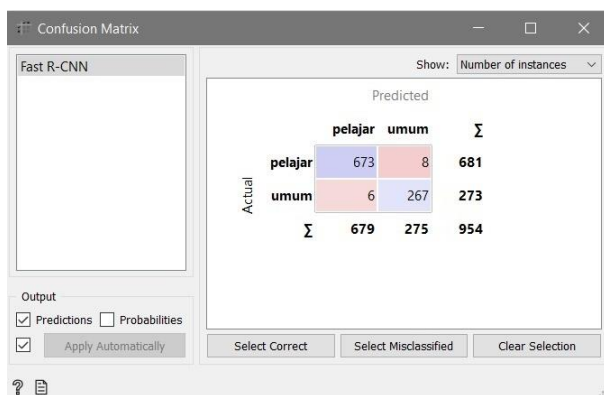 Confusion Matrix
Fast R-CNN
Show: Number of instances
Predicted
pelajar umum Σ
pelajar 673 8 681
Actual
umum 6 267 273
Σ 679 275 954
Output
Predictions Probabilities
Apply Automatically
Select Correct Select Misclassified Clear Selection
?